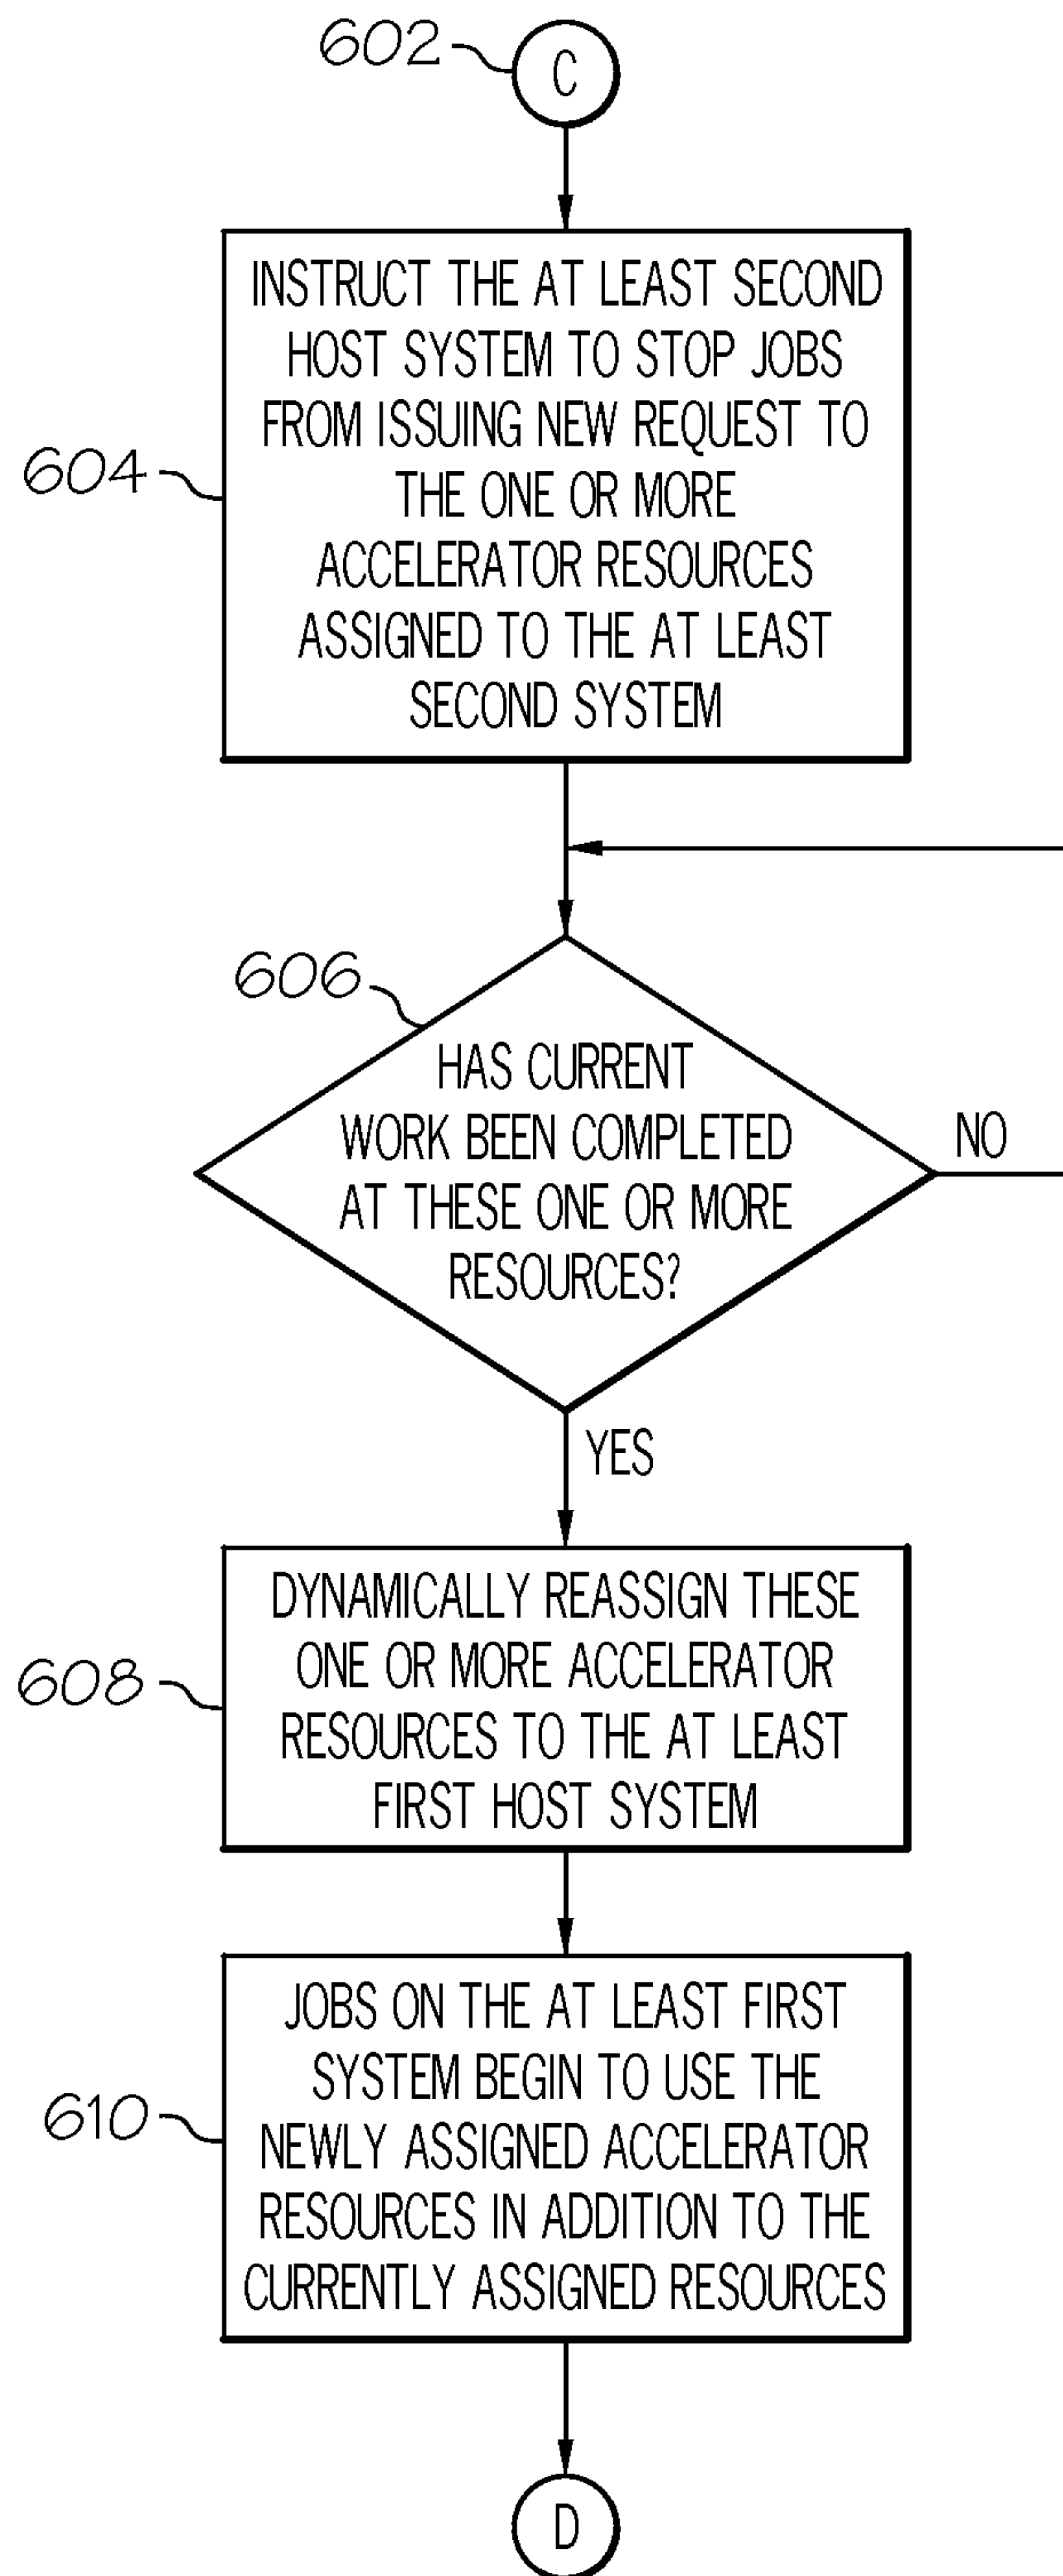 602
C
INSTRUCT THE AT LEAST SECOND
HOST SYSTEM TO STOP JOBS
FROM ISSUING NEW REQUEST TO
THE ONE OR MORE
ACCELERATOR RESOURCES
ASSIGNED TO THE AT LEAST
SECOND SYSTEM
604
606
HAS CURRENT
WORK BEEN COMPLETED
AT THESE ONE OR MORE
RESOURCES?
NO
YES
DYNAMICALLY REASSIGN THESE
ONE OR MORE ACCELERATOR
RESOURCES TO THE AT LEAST
FIRST HOST SYSTEM
608
JOBS ON THE AT LEAST FIRST
SYSTEM BEGIN TO USE THE
NEWLY ASSIGNED ACCELERATOR
RESOURCES IN ADDITION TO THE
CURRENTLY ASSIGNED RESOURCES
610
D